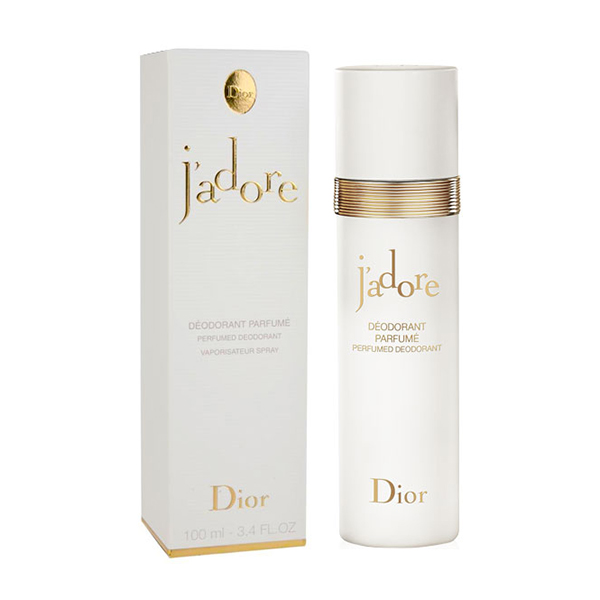 Dior
j'adore
DÉODORANT PARFUMÉ
PERFUMED DEODORANT
VAPORISATEUR SPRAY
Dior
100 ml - 3.4 FL.OZ
j'adore
DÉODORANT
PARFUMÉ
PERFUMED DEODORANT
Dior